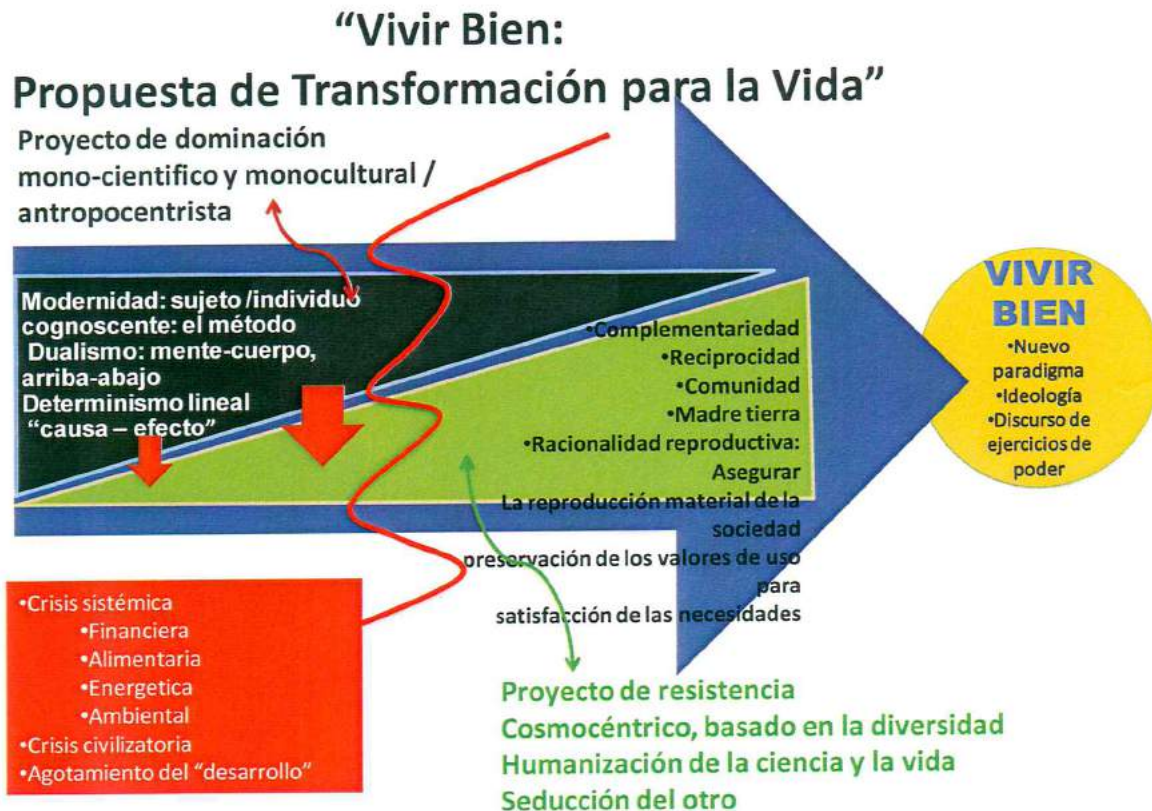 “Vivir Bien:
Propuesta de Transformación para la Vida”
Proyecto de dominación
mono-cientifico y monocultural /
antropocentrista
Modernidad: sujeto /individuo
cognoscente: el método
Dualismo: mente-cuerpo,
arriba-abajo
Determinismo lineal
“causa – efecto”
•Complementariedad
•Reciprocidad
•Comunidad
•Madre tierra
•Racionalidad reproductiva:
Asegurar
La reproducción material de la
sociedad
preservación de los valores de uso
para
satisfacción de las necesidades
VIVIR
BIEN
•Nuevo
paradigma
•Ideología
•Discurso de
ejercicios de
poder
•Crisis sistémica
•Financiera
•Alimentaria
•Energetica
•Ambiental
•Crisis civilizatoria
•Agotamiento del “desarrollo”
Proyecto de resistencia
Cosmocéntrico, basado en la diversidad
Humanización de la ciencia y la vida
Seducción del otro